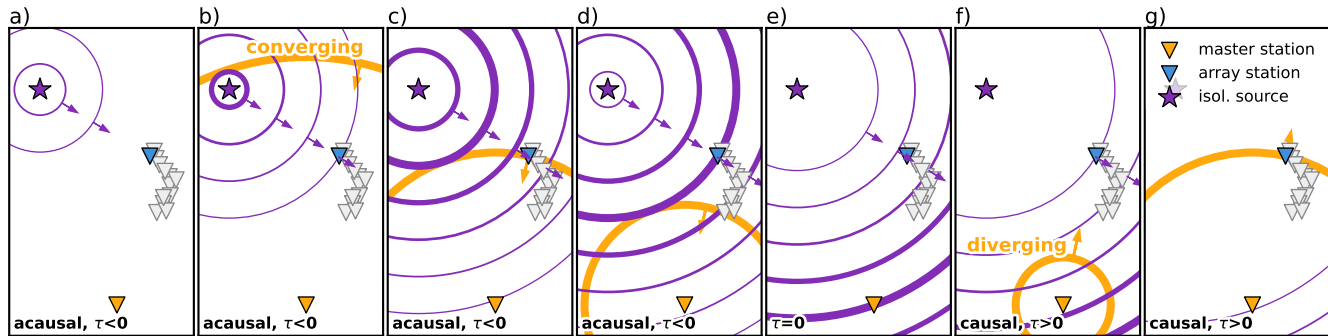 a)
b)
c)
d)
e)
f)
g)
converging
diverging
master station
array station
isol. source
acausal, τ<0
acausal, τ<0
acausal, τ<0
acausal, τ<0
τ=0
causal, τ>0
causal, τ>0